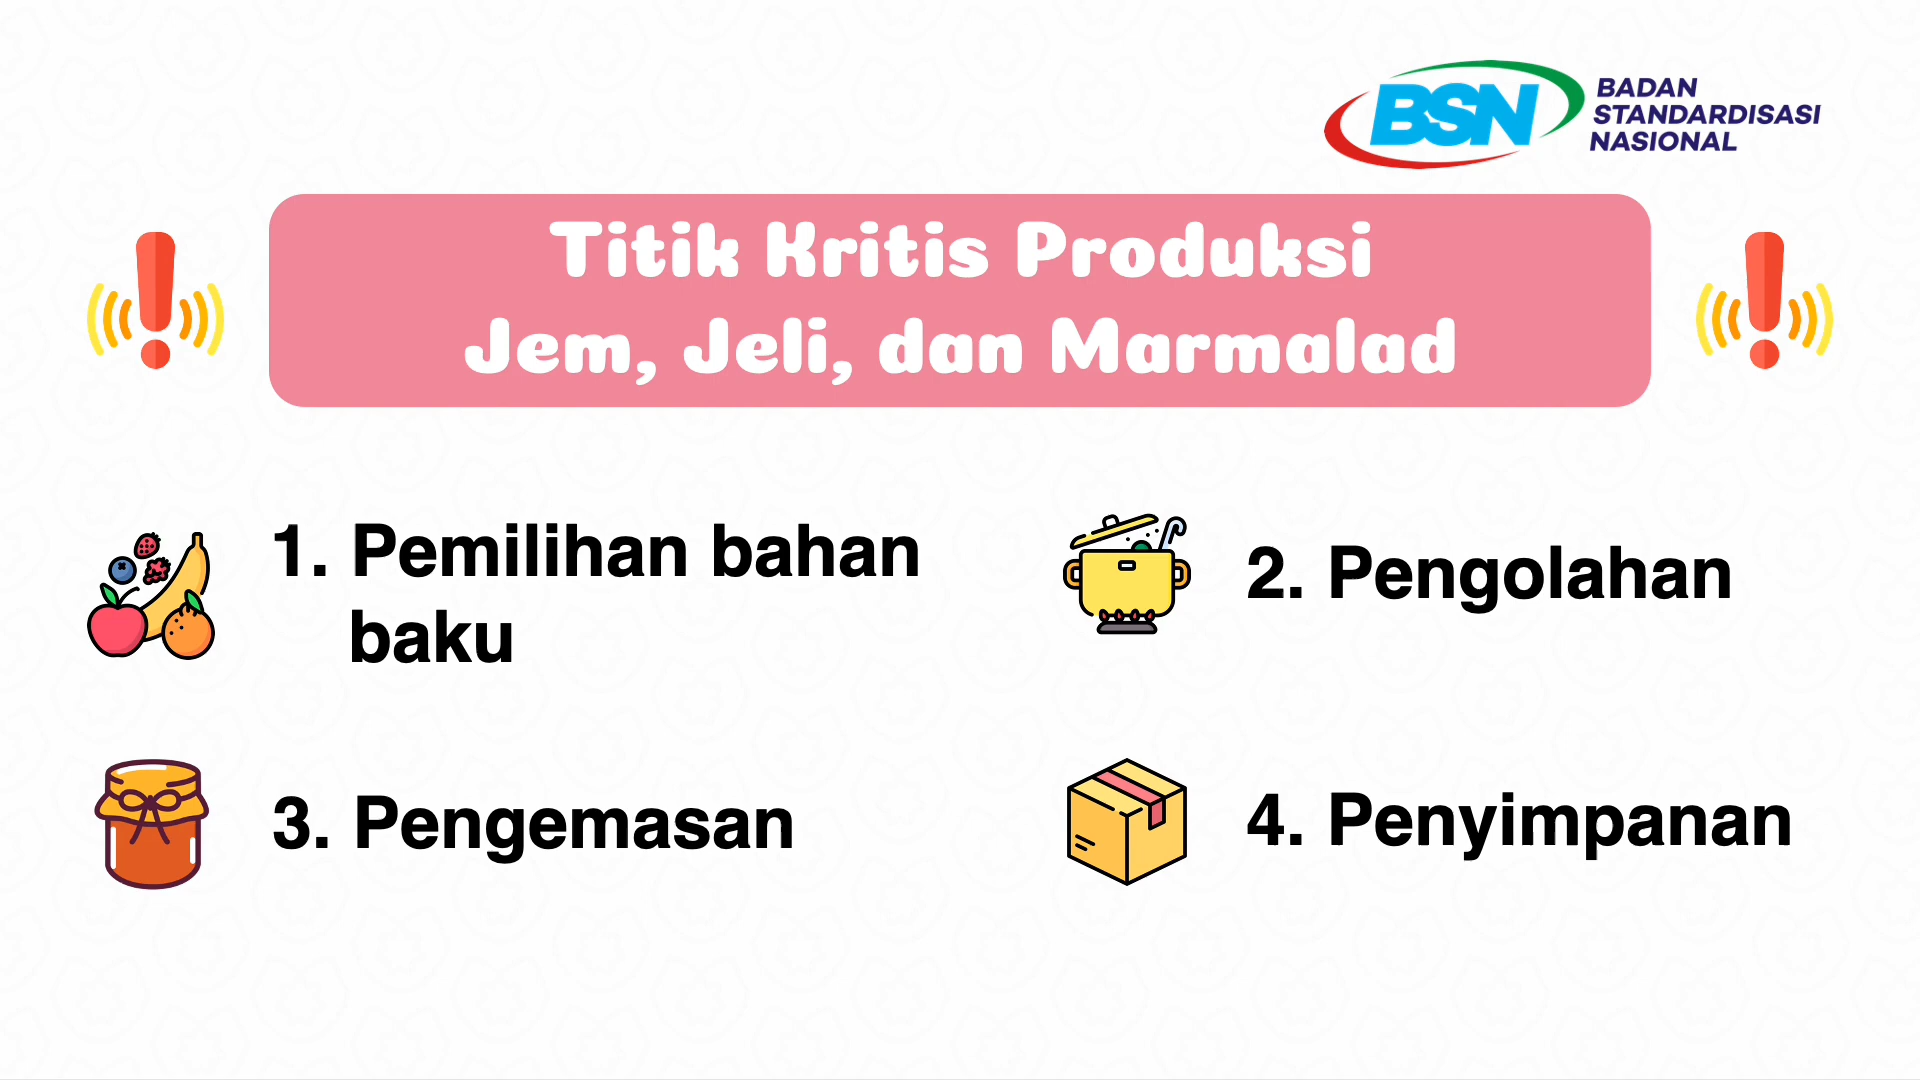 BSN
BADAN
STANDARDISASI
NASIONAL
Titik Kritis Produksi
Jem, Jeli, dan Marmalad
1. Pemilihan bahan
baku
2. Pengolahan
3. Pengemasan
4. Penyimpanan